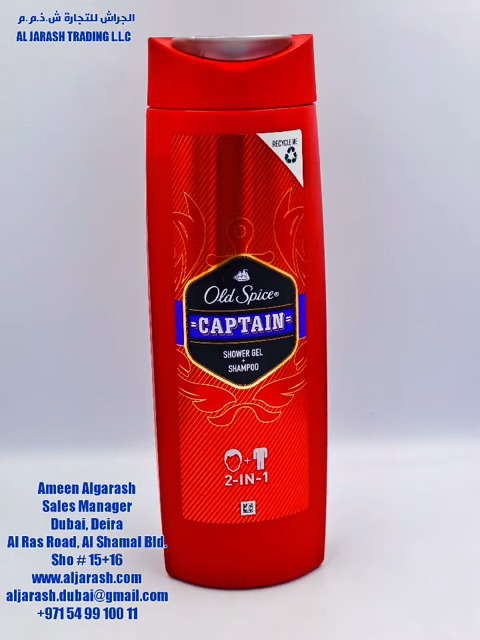 الجراش للتجارة ش.ذ.م.م
AL JARASH TRADING L.L.C
RECYCLE ME
Old Spice®
CAPTAIN
SHOWER GEL
+
SHAMPOO
+
2-IN-1
Ameen Algarash
Sales Manager
Dubai, Deira
Al Ras Road, Al Shamal Bld.
Sho # 15+16
www.aljarash.com
aljarash.dubai@gmail.com
+971 54 99 100 11